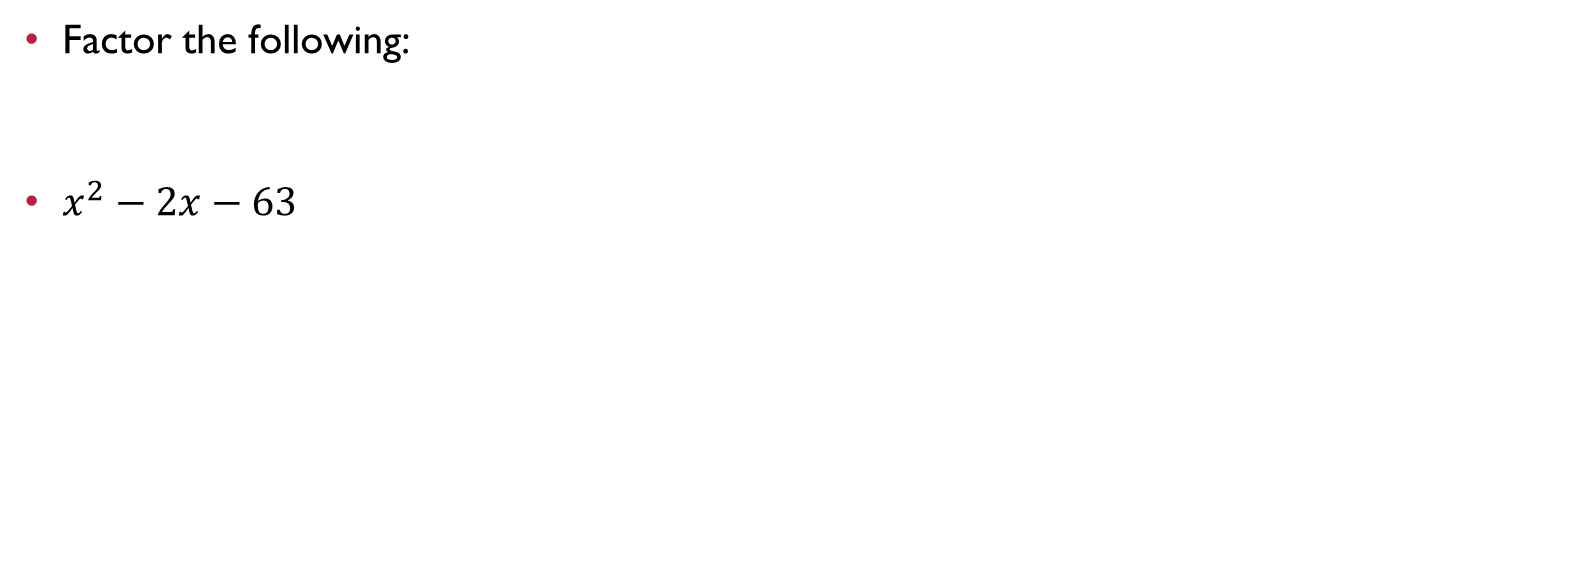 • Factor the following:
• x² − 2x − 63